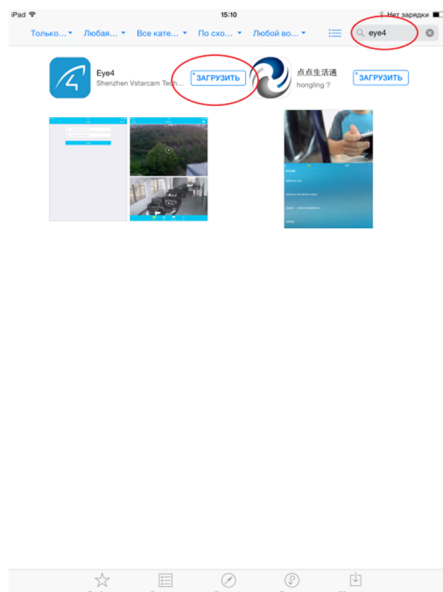 iPad 15:10 Нет зарядки
Только... Любая... Все кате... По схо... Любой во... eye4
Eye4
Shenzhen Vstarcam Tech...
ЗАГРУЗИТЬ
点点生活通
hongling ?
ЗАГРУЗИТЬ